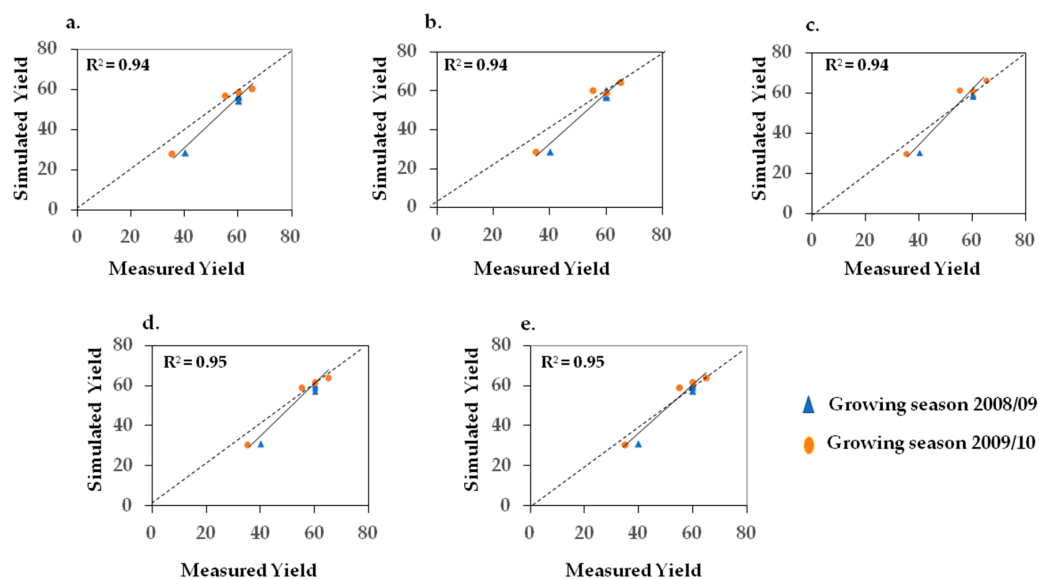 a.
R² = 0.94
Simulated Yield
80
60
40
20
0
0 20 40 60 80
Measured Yield
b.
R² = 0.94
Simulated Yield
80
60
40
20
0
0 20 40 60 80
Measured Yield
c.
R² = 0.94
Simulated Yield
80
60
40
20
0
0 20 40 60 80
Measured Yield
d.
R² = 0.95
Simulated Yield
80
60
40
20
0
0 20 40 60 80
Measured Yield
e.
R² = 0.95
Simulated Yield
80
60
40
20
0
0 20 40 60 80
Measured Yield
Growing season 2008/09
Growing season 2009/10